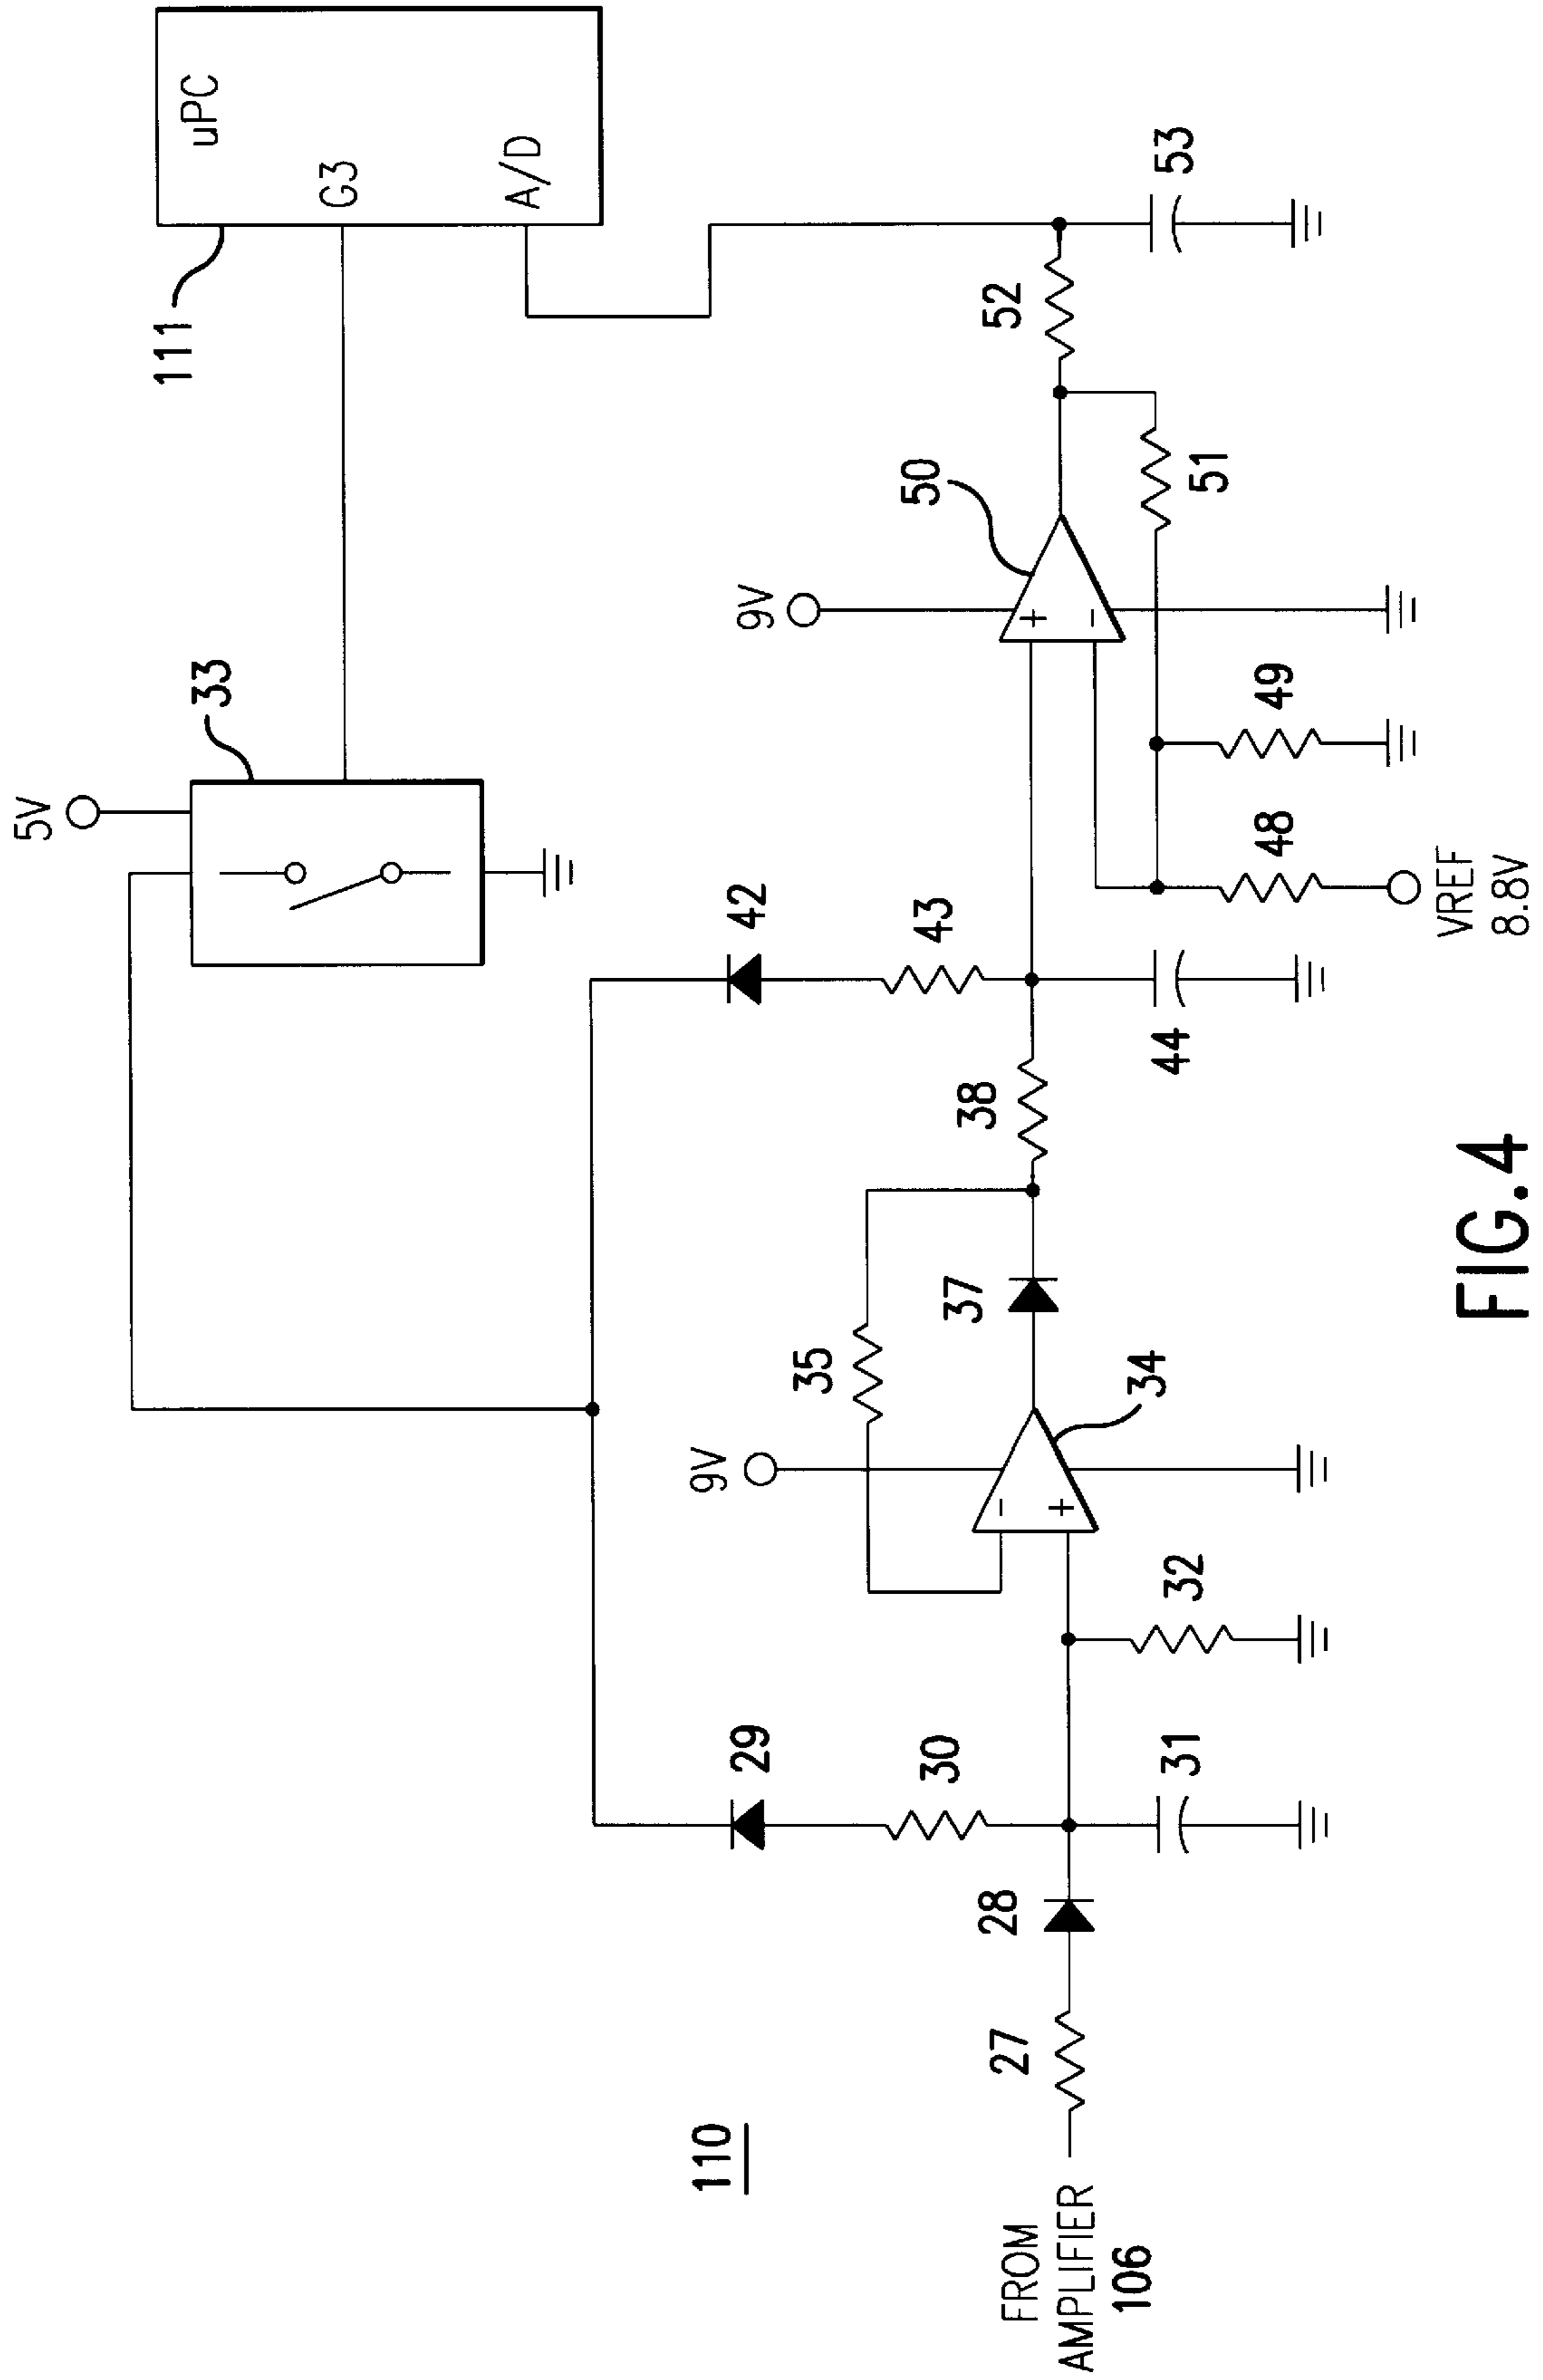 110
FROM
AMPLIFIER
106
27
28
29
30
31
32
9V
-
+
34
35
37
38
42
43
44
5V
33
VREF
8.8V
48
49
9V
+
-
50
51
52
53
111
uPC
G3
A/D
FIG.4